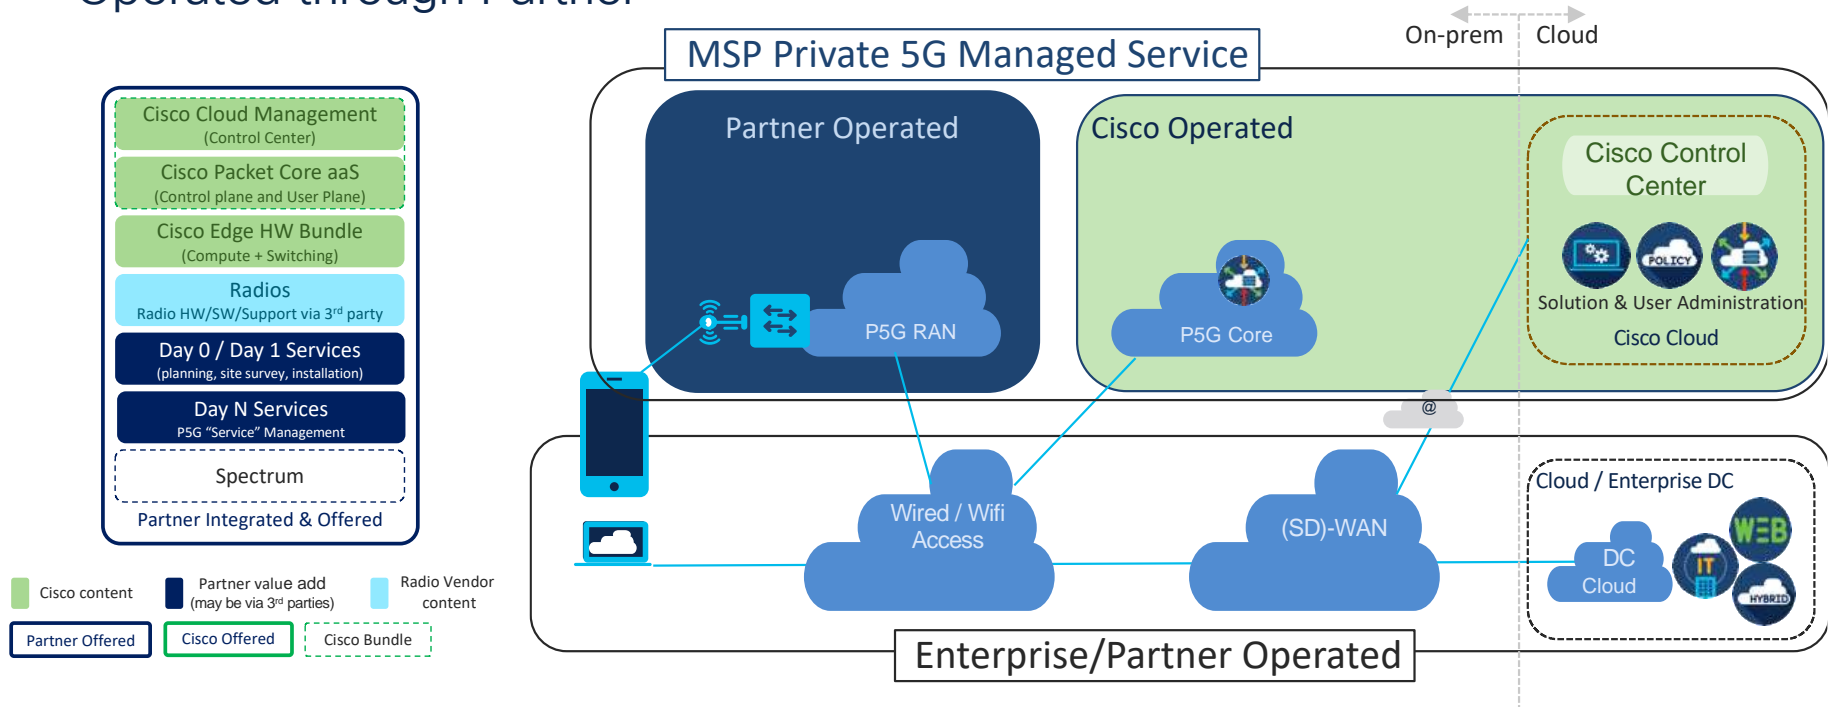 Operated through Partner
On-prem
Cloud
MSP Private 5G Managed Service
Cisco Cloud Management
(Control Center)
Cisco Packet Core aaS
(Control plane and User Plane)
Cisco Edge HW Bundle
(Compute + Switching)
Radios
Radio HW/SW/Support via 3rd party
Day 0 / Day 1 Services
(planning, site survey, installation)
Day N Services
P5G “Service” Management
Spectrum
Partner Integrated & Offered
Cisco content
Partner value add
(may be via 3rd parties)
Radio Vendor
content
Partner Offered
Cisco Offered
Cisco Bundle
Partner Operated
P5G RAN
Cisco Operated
P5G Core
Cisco Control
Center
POLICY
Solution & User Administration
Cisco Cloud
@
Wired / Wifi
Access
(SD)-WAN
Cloud / Enterprise DC
DC
Cloud
WEB
IT
HYBRID
Enterprise/Partner Operated